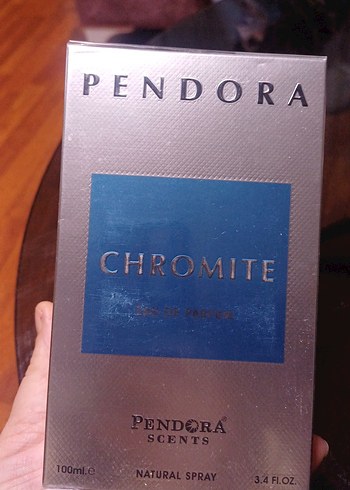 PENDORA
CHROMITE
EAU DE PARFUM
PENDORA
SCENTS
100ml.e
NATURAL SPRAY
3.4 FL.OZ.